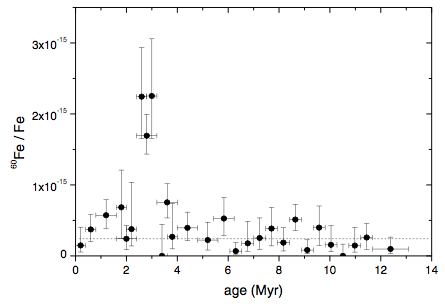 3x10⁻¹⁵
2x10⁻¹⁵
1x10⁻¹⁵
0
⁶⁰Fe / Fe
0 2 4 6 8 10 12 14
age (Myr)